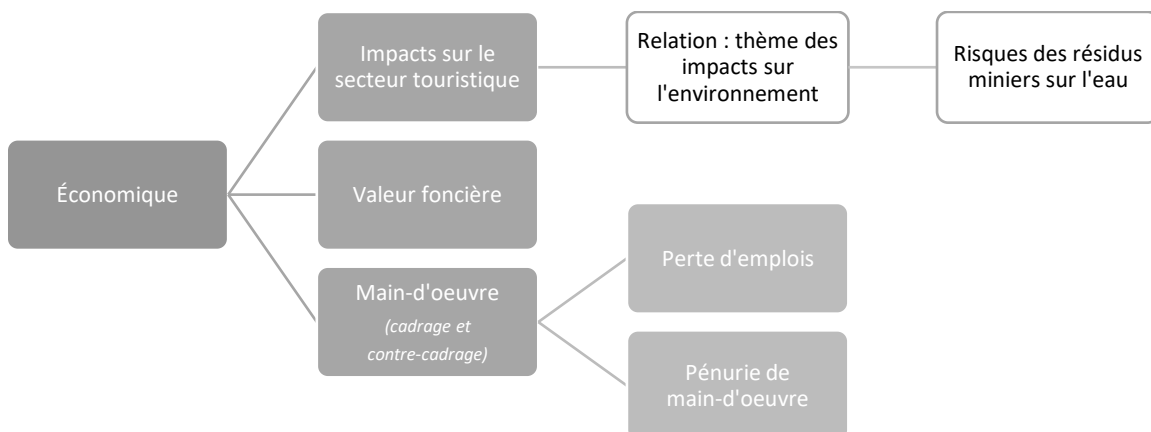 Impacts sur le
secteur touristique
Relation : thème des
impacts sur
l'environnement
Risques des résidus
miniers sur l'eau
Économique
Valeur foncière
Main-d'oeuvre
(cadrage et
contre-cadrage)
Perte d'emplois
Pénurie de
main-d'oeuvre